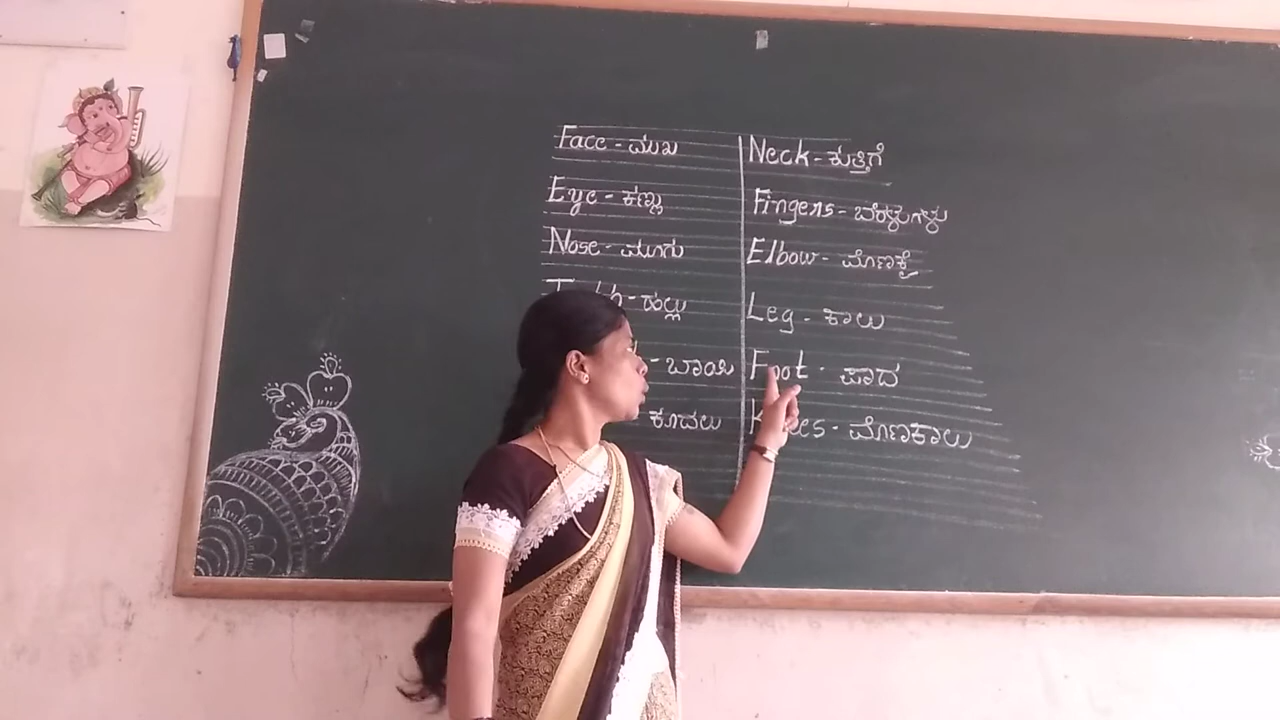 Face - ಮುಖ
Eye - ಕಣ್ಣು
Nose - ಮೂಗು
- ಹಲ್ಲು
- ಬಾಯಿ
ಕೂದಲು
Neck - ಕುತ್ತಿಗೆ
Fingers - ಬೆರಳುಗಳು
Elbow - ಮೊಣಕೈ
Leg - ಕಾಲು
Foot - ಪಾದ
- ಮೊಣಕಾಲು